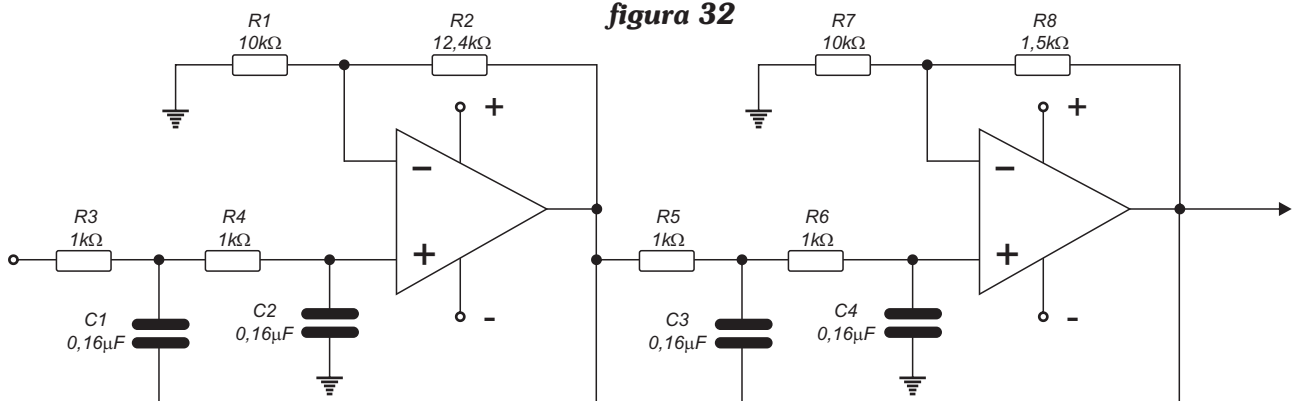 figura 32
R1
10kΩ
R2
12,4kΩ
R7
10kΩ
R8
1,5kΩ
+
+
−
−
R3
1kΩ
R4
1kΩ
+
R5
1kΩ
R6
1kΩ
+
C1
0,16µF
C2
0,16µF
-
C3
0,16µF
C4
0,16µF
-